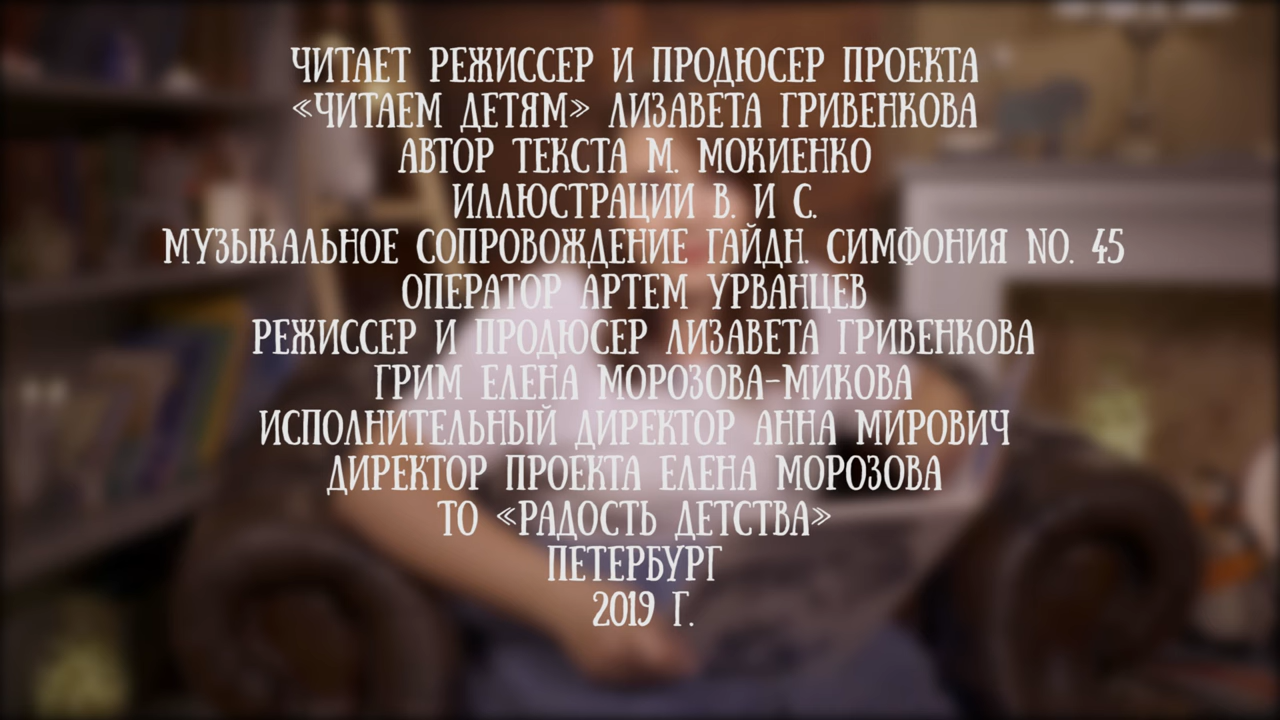 ЧИТАЕТ РЕЖИССЕР И ПРОДЮСЕР ПРОЕКТА
«ЧИТАЕМ ДЕТЯМ» ЛИЗАВЕТА ГРИВЕНКОВА
АВТОР ТЕКСТА М. МОКИЕНКО
ИЛЛЮСТРАЦИИ В. И С.
МУЗЫКАЛЬНОЕ СОПРОВОЖДЕНИЕ ГАЙДН. СИМФОНИЯ NO. 45
ОПЕРАТОР АРТЕМ УРВАНЦЕВ
РЕЖИССЕР И ПРОДЮСЕР ЛИЗАВЕТА ГРИВЕНКОВА
ГРИМ ЕЛЕНА МОРОЗОВА-МИКОВА
ИСПОЛНИТЕЛЬНЫЙ ДИРЕКТОР АННА МИРОВИЧ
ДИРЕКТОР ПРОЕКТА ЕЛЕНА МОРОЗОВА
ТО «РАДОСТЬ ДЕТСТВА»
ПЕТЕРБУРГ
2019 Г.